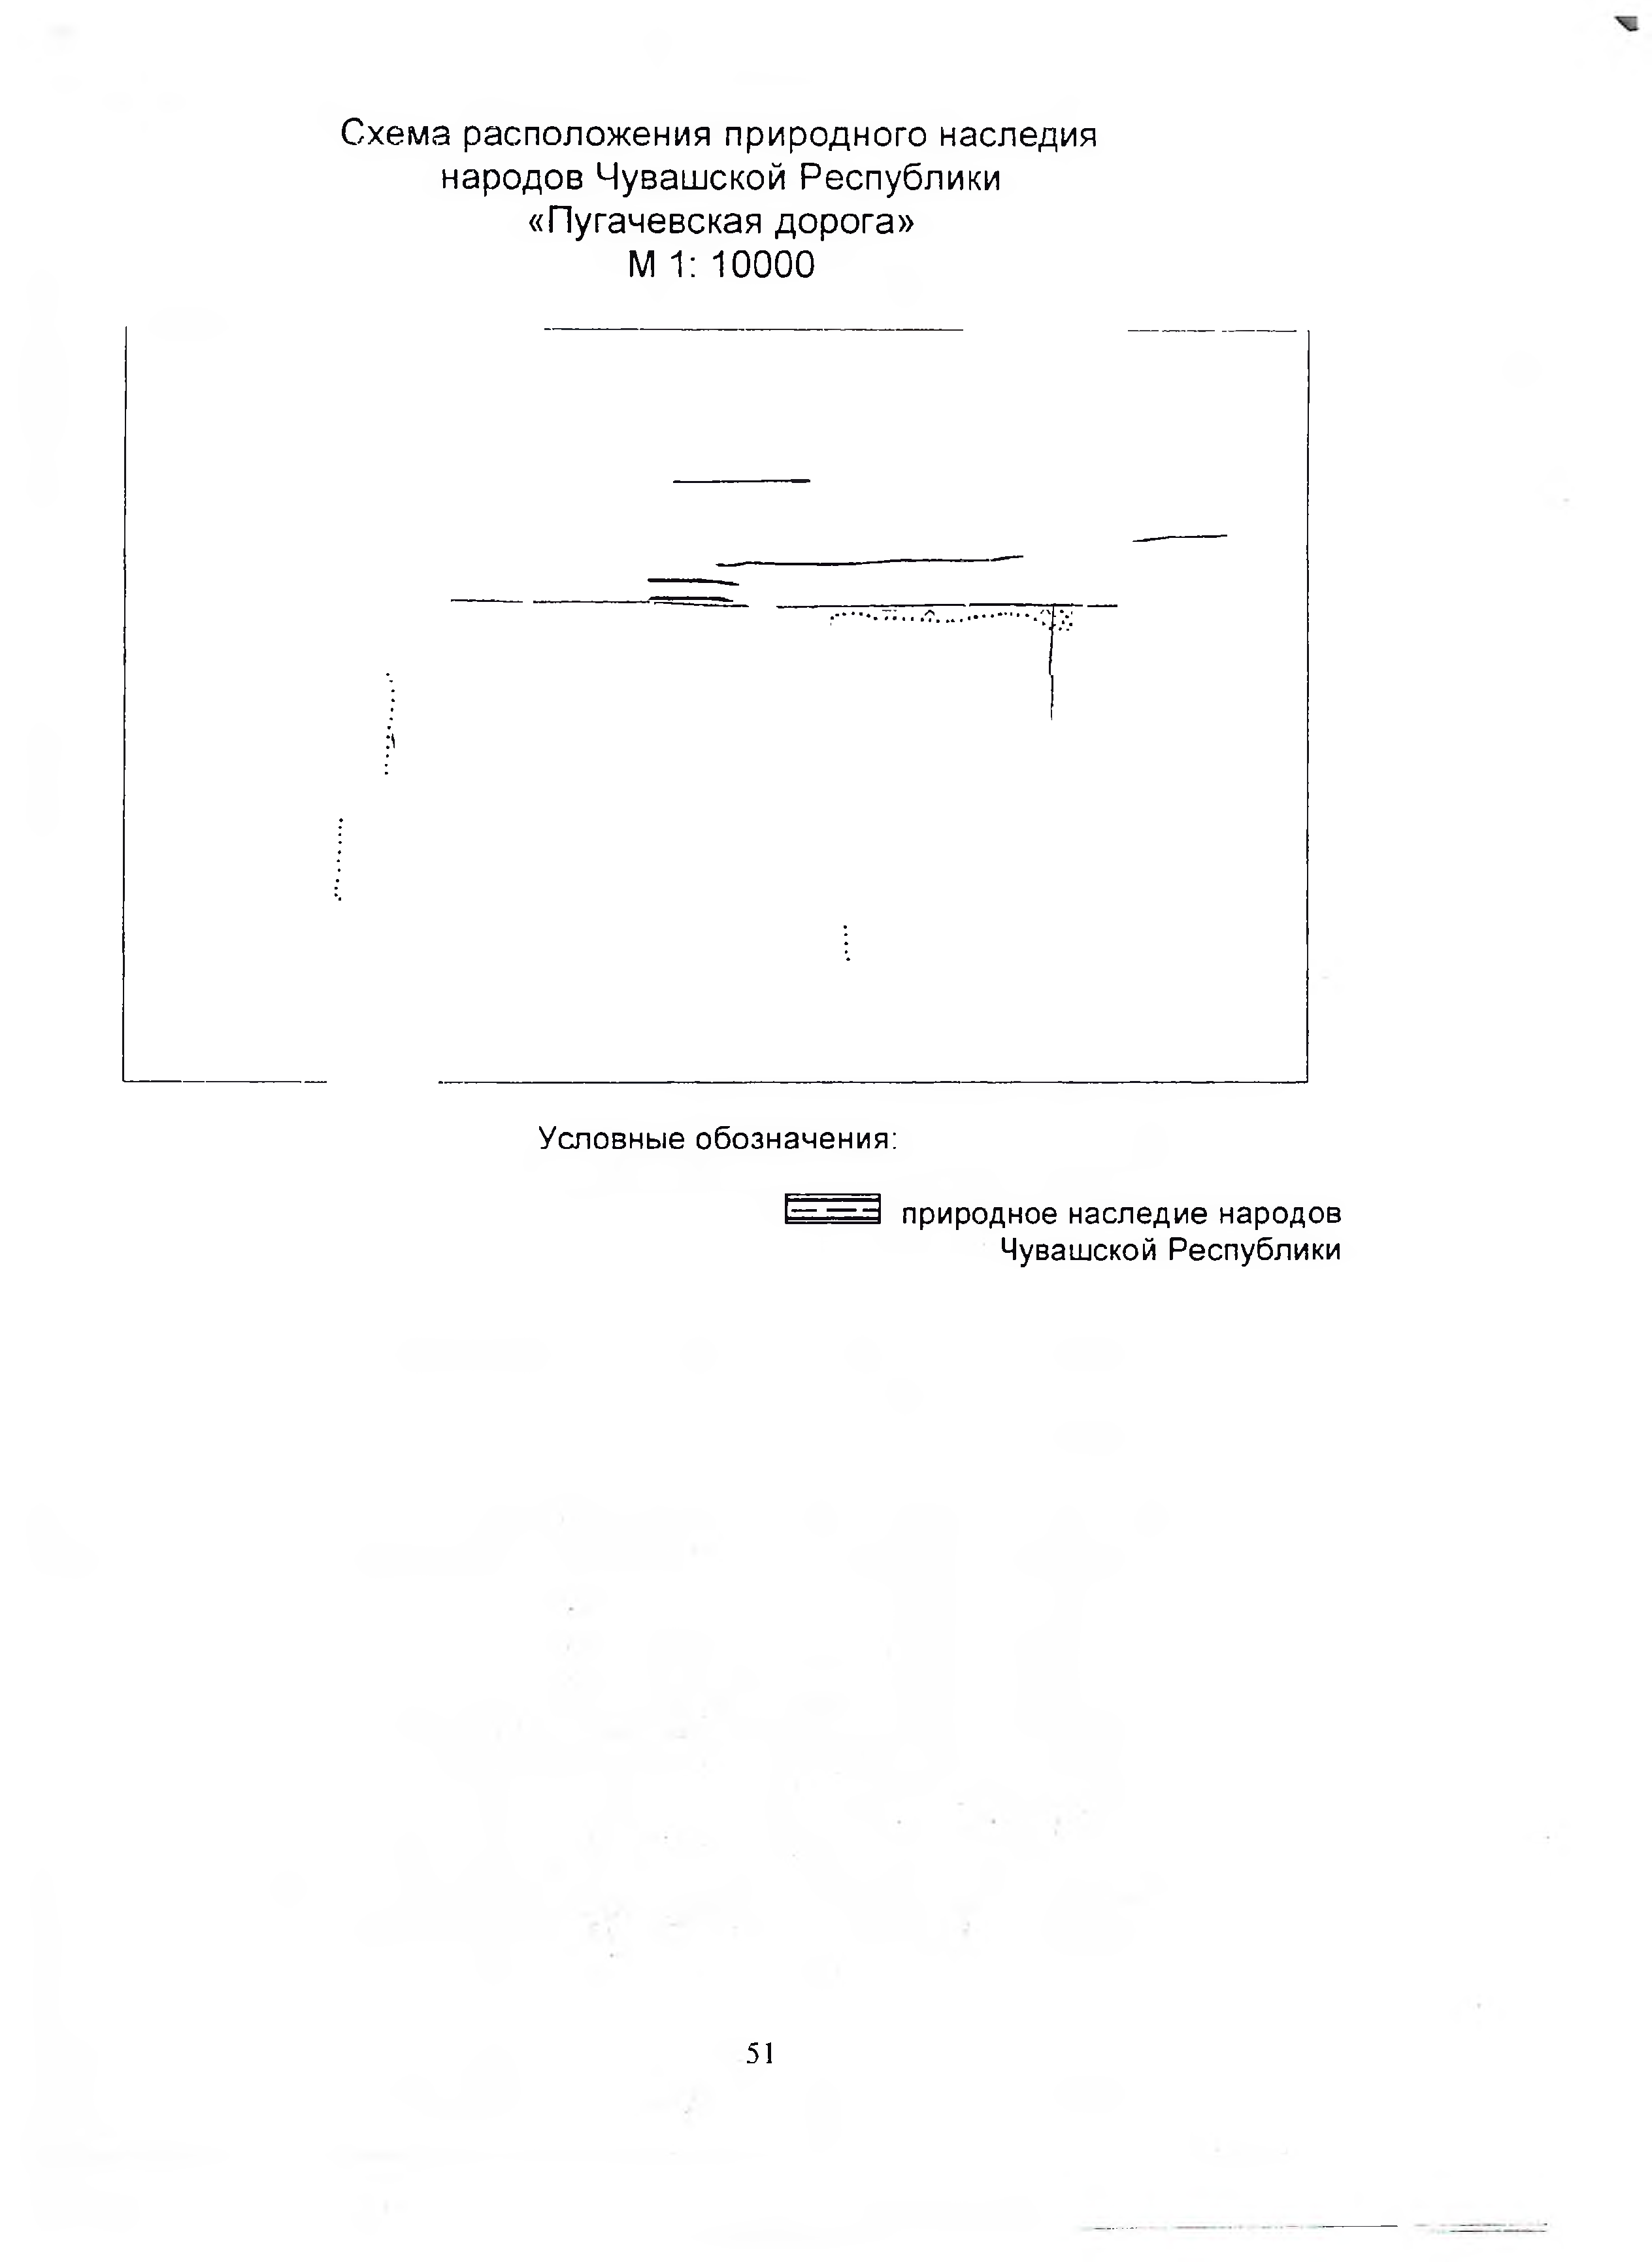 Схема расположения природного наследия
народов Чувашской Республики
«Пугачевская дорога»
М 1: 10000
Условные обозначения:
природное наследие народов
Чувашской Республики
51